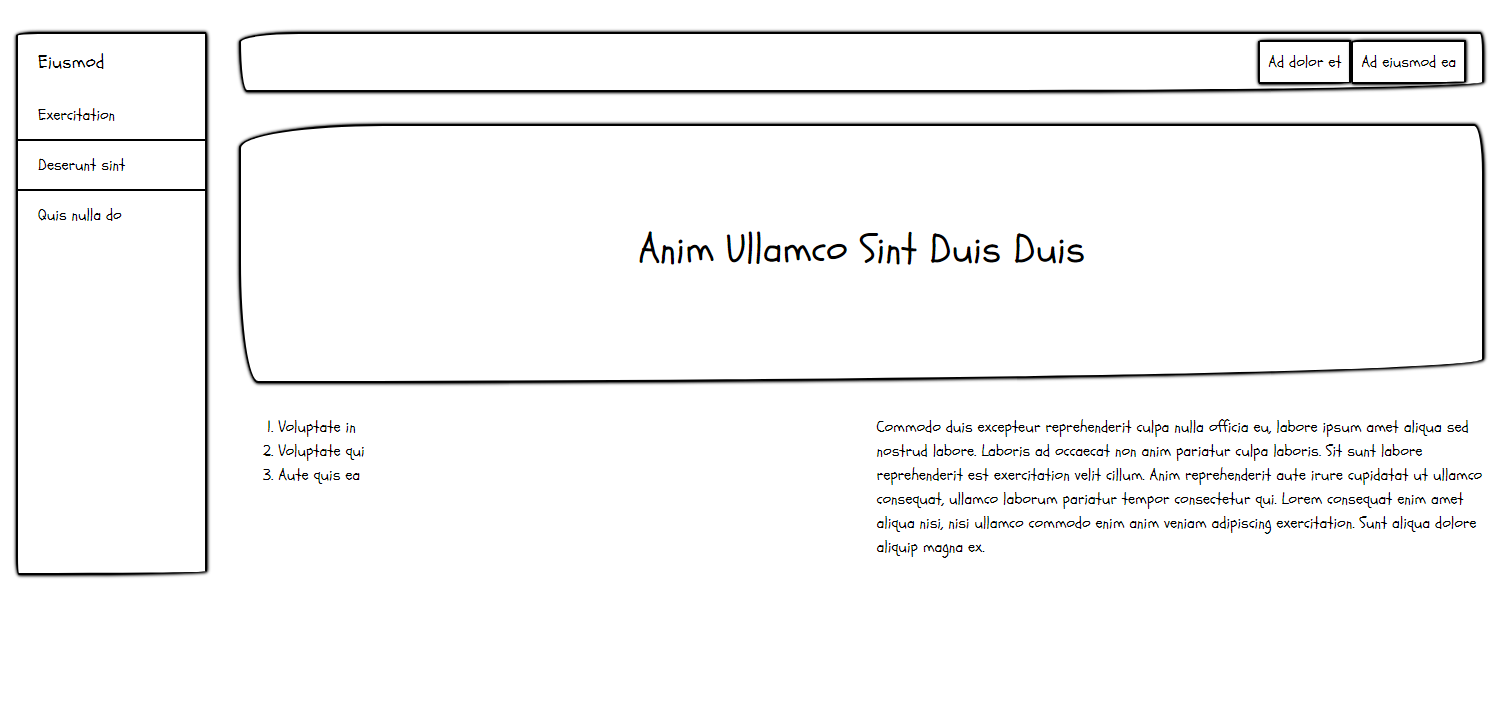 Eiusmod
Exercitation
Deserunt sint
Quis nulla do
Ad dolor et
Ad eiusmod ea
Anim Ullamco Sint Duis Duis
1. Voluptate in
2. Voluptate qui
3. Aute quis ea
Commodo duis excepteur reprehenderit culpa nulla officia eu, labore ipsum amet aliqua sed
nostrud labore. Laboris ad occaecat non anim pariatur culpa laboris. Sit sunt labore
reprehenderit est exercitation velit cillum. Anim reprehenderit aute irure cupidatat ut ullamco
consequat, ullamco laborum pariatur tempor consectetur qui. Lorem consequat enim amet
aliqua nisi, nisi ullamco commodo enim anim veniam adipiscing exercitation. Sunt aliqua dolore
aliquip magna ex.